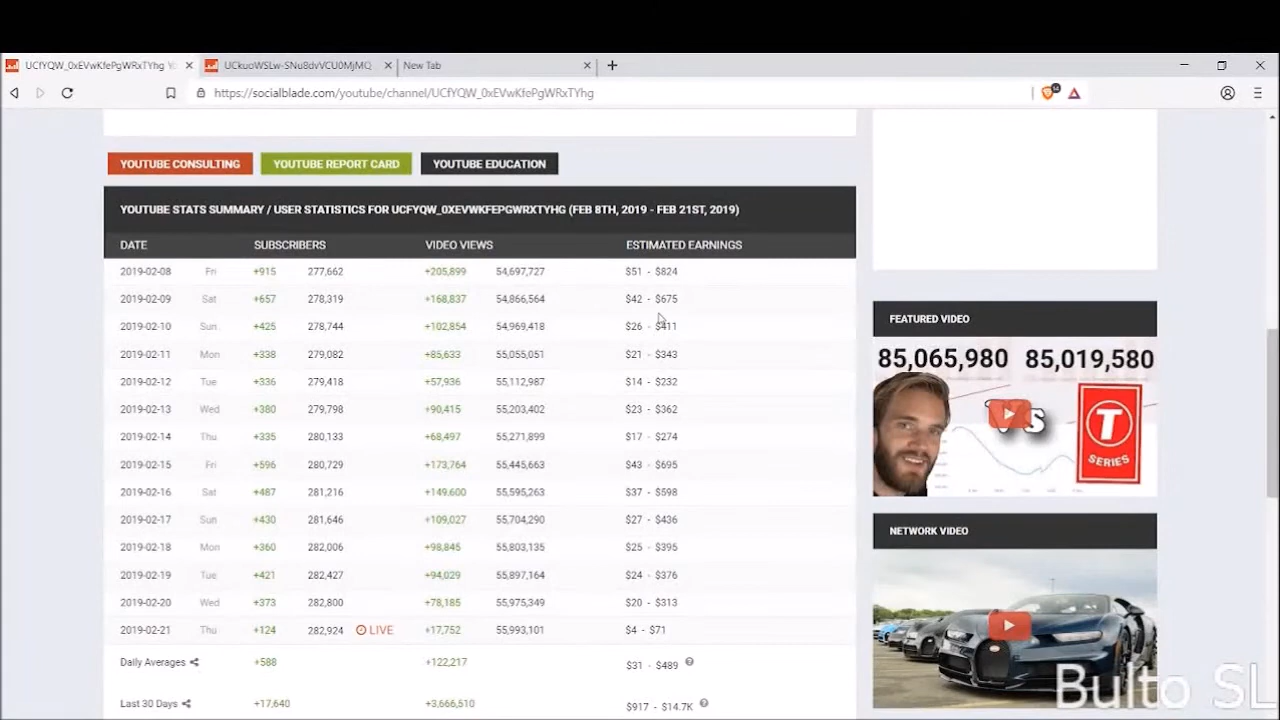 UCfYQW_0xEVwKfePgWRxTYhg Y
UCkuoWSLw-SNu8dvVCU0MjMQ
New Tab
https://socialblade.com/youtube/channel/UCfYQW_0xEVwKfePgWRxTYhg
YOUTUBE CONSULTING YOUTUBE REPORT CARD YOUTUBE EDUCATION
YOUTUBE STATS SUMMARY / USER STATISTICS FOR UCFYQW_0XEVWKFEPGWRXTYHG (FEB 8TH, 2019 - FEB 21ST, 2019)
DATE SUBSCRIBERS VIDEO VIEWS ESTIMATED EARNINGS
2019-02-08 Fri +915 277,662 +205,899 54,697,727 $51 - $824
2019-02-09 Sat +657 278,319 +168,837 54,866,564 $42 - $675
2019-02-10 Sun +425 278,744 +102,854 54,969,418 $26 - $411
2019-02-11 Mon +338 279,082 +85,633 55,055,051 $21 - $343
2019-02-12 Tue +336 279,418 +57,936 55,112,987 $14 - $232
2019-02-13 Wed +380 279,798 +90,415 55,203,402 $23 - $362
2019-02-14 Thu +335 280,133 +68,497 55,271,899 $17 - $274
2019-02-15 Fri +596 280,729 +173,764 55,445,663 $43 - $695
2019-02-16 Sat +487 281,216 +149,600 55,595,263 $37 - $598
2019-02-17 Sun +430 281,646 +109,027 55,704,290 $27 - $436
2019-02-18 Mon +360 282,006 +98,845 55,803,135 $25 - $395
2019-02-19 Tue +421 282,427 +94,029 55,897,164 $24 - $376
2019-02-20 Wed +373 282,800 +78,185 55,975,349 $20 - $313
2019-02-21 Thu +124 282,924 LIVE +17,752 55,993,101 $4 - $71
Daily Averages +588 +122,217 $31 - $489
Last 30 Days +17,640 +3,666,510 $917 - $14.7K
FEATURED VIDEO
85,065,980 85,019,580
Vs
T
SERIES
NETWORK VIDEO
Bulto SL